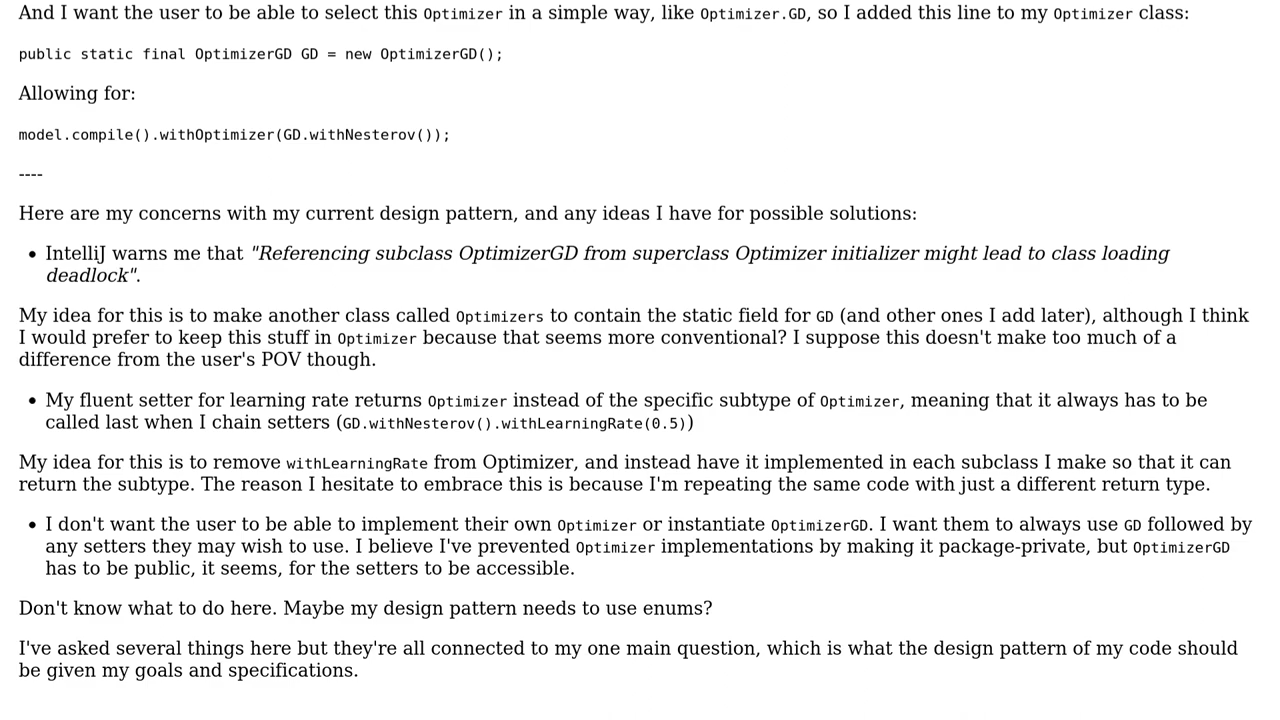 And I want the user to be able to select this Optimizer in a simple way, like Optimizer.GD, so I added this line to my Optimizer class:
public static final OptimizerGD GD = new OptimizerGD();
Allowing for:
model.compile().withOptimizer(GD.withNesterov());
----
Here are my concerns with my current design pattern, and any ideas I have for possible solutions:
• IntelliJ warns me that "Referencing subclass OptimizerGD from superclass Optimizer initializer might lead to class loading
deadlock".
My idea for this is to make another class called Optimizers to contain the static field for GD (and other ones I add later), although I think
I would prefer to keep this stuff in Optimizer because that seems more conventional? I suppose this doesn't make too much of a
difference from the user's POV though.
• My fluent setter for learning rate returns Optimizer instead of the specific subtype of Optimizer, meaning that it always has to be
called last when I chain setters (GD.withNesterov().withLearningRate(0.5))
My idea for this is to remove withLearningRate from Optimizer, and instead have it implemented in each subclass I make so that it can
return the subtype. The reason I hesitate to embrace this is because I'm repeating the same code with just a different return type.
• I don't want the user to be able to implement their own Optimizer or instantiate OptimizerGD. I want them to always use GD followed by
any setters they may wish to use. I believe I've prevented Optimizer implementations by making it package-private, but OptimizerGD
has to be public, it seems, for the setters to be accessible.
Don't know what to do here. Maybe my design pattern needs to use enums?
I've asked several things here but they're all connected to my one main question, which is what the design pattern of my code should
be given my goals and specifications.